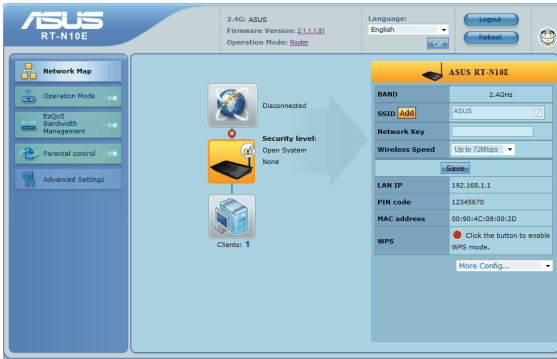 ASUS
RT-N10E
2.4G: ASUS
Firmware Version: 2.1.1.1.01
Operation Mode: Router
Language:
English
OK
Logout
Reboot
Network Map
Operation Mode
EzQoS
Bandwidth
Management
Parental control
Advanced Settings
Disconnected
Security level:
Open System
None
Clients: 1
ASUS RT-N10E
BAND 2.4GHz
SSID Add ASUS
Network Key
Wireless Speed Up to 72Mbps
Save
LAN IP 192.168.1.1
PIN code 12345670
MAC address 00:90:4C:08:00:2D
WPS Click the button to enable
WPS mode.
More Config...